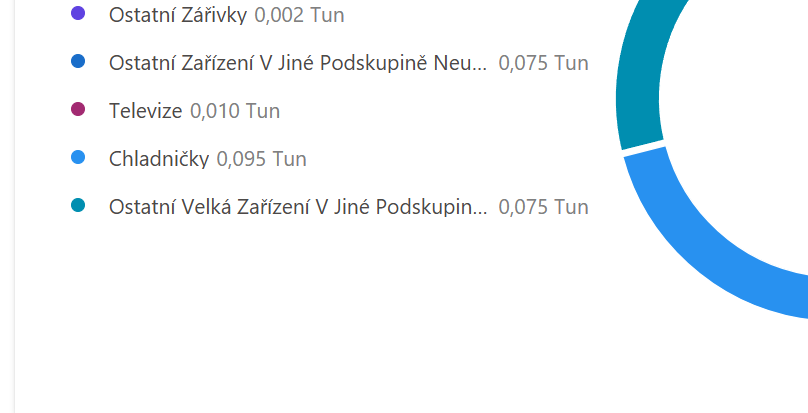 Ostatní Zářivky 0,002 Tun
Ostatní Zařízení V Jiné Podskupině Neu... 0,075 Tun
Televize 0,010 Tun
Chladničky 0,095 Tun
Ostatní Velká Zařízení V Jiné Podskupin... 0,075 Tun